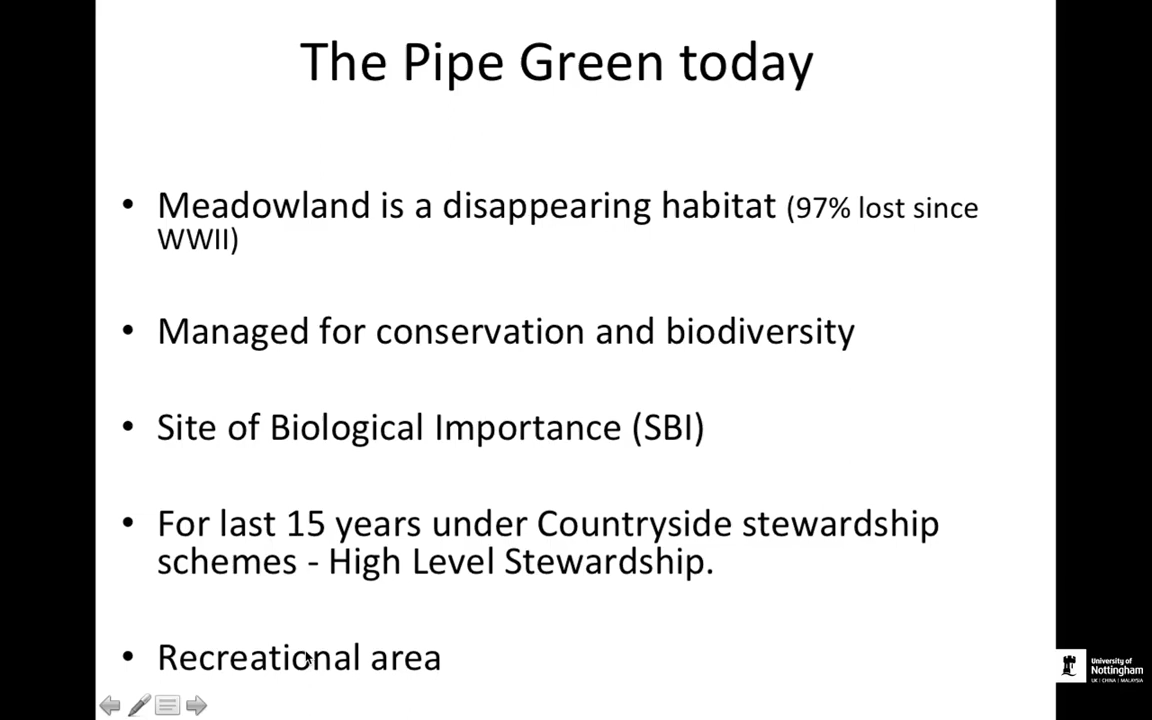 The Pipe Green today
• Meadowland is a disappearing habitat (97% lost since
WWII)
• Managed for conservation and biodiversity
• Site of Biological Importance (SBI)
• For last 15 years under Countryside stewardship
schemes - High Level Stewardship.
• Recreational area
University of
Nottingham
UK | CHINA | MALAYSIA